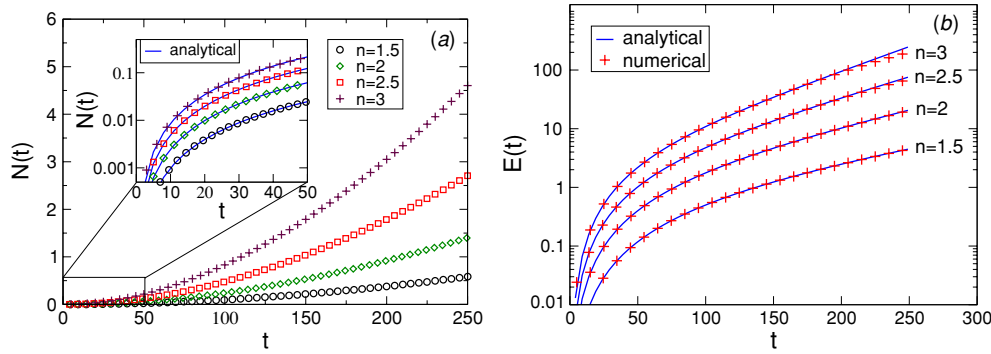 (a)
N(t)
6
5
4
3
2
1
0
0 50 100 150 200 250
t
analytical
N(t)
0.1
0.01
0.001
10 20 30 40 50
t
n=1.5
n=2
n=2.5
n=3
(b)
E(t)
100
10
1
0.1
0.01
0 50 100 150 200 250 300
t
analytical
numerical
n=3
n=2.5
n=2
n=1.5